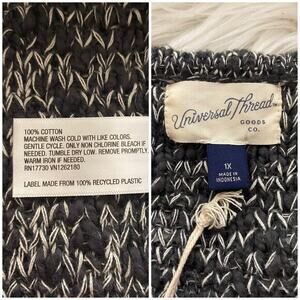 100% COTTON
MACHINE WASH COLD WITH LIKE COLORS.
GENTLE CYCLE. ONLY NON CHLORINE BLEACH IF
NEEDED. TUMBLE DRY LOW. REMOVE PROMPTLY.
WARM IRON IF NEEDED.
RN17730 VN1262180
LABEL MADE FROM 100% RECYCLED PLASTIC
Universal Thread
GOODS
CO.
1X
MADE IN
INDONESIA